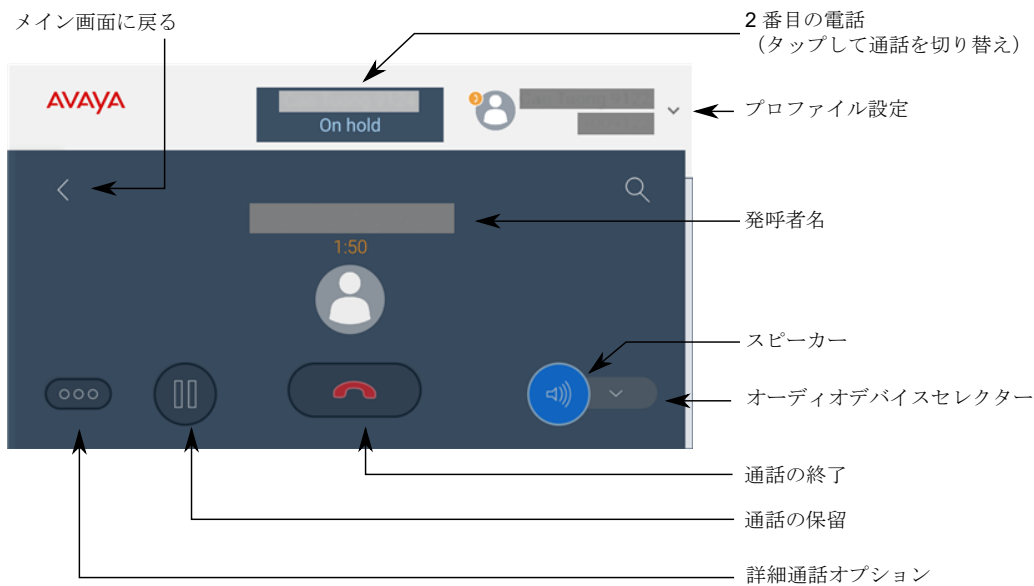 メイン画面に戻る
2 番目の電話
（タップして通話を切り替え）
AVAYA
On hold
3
プロファイル設定
発呼者名
1:50
スピーカー
オーディオデバイスセレクター
通話の終了
通話の保留
詳細通話オプション